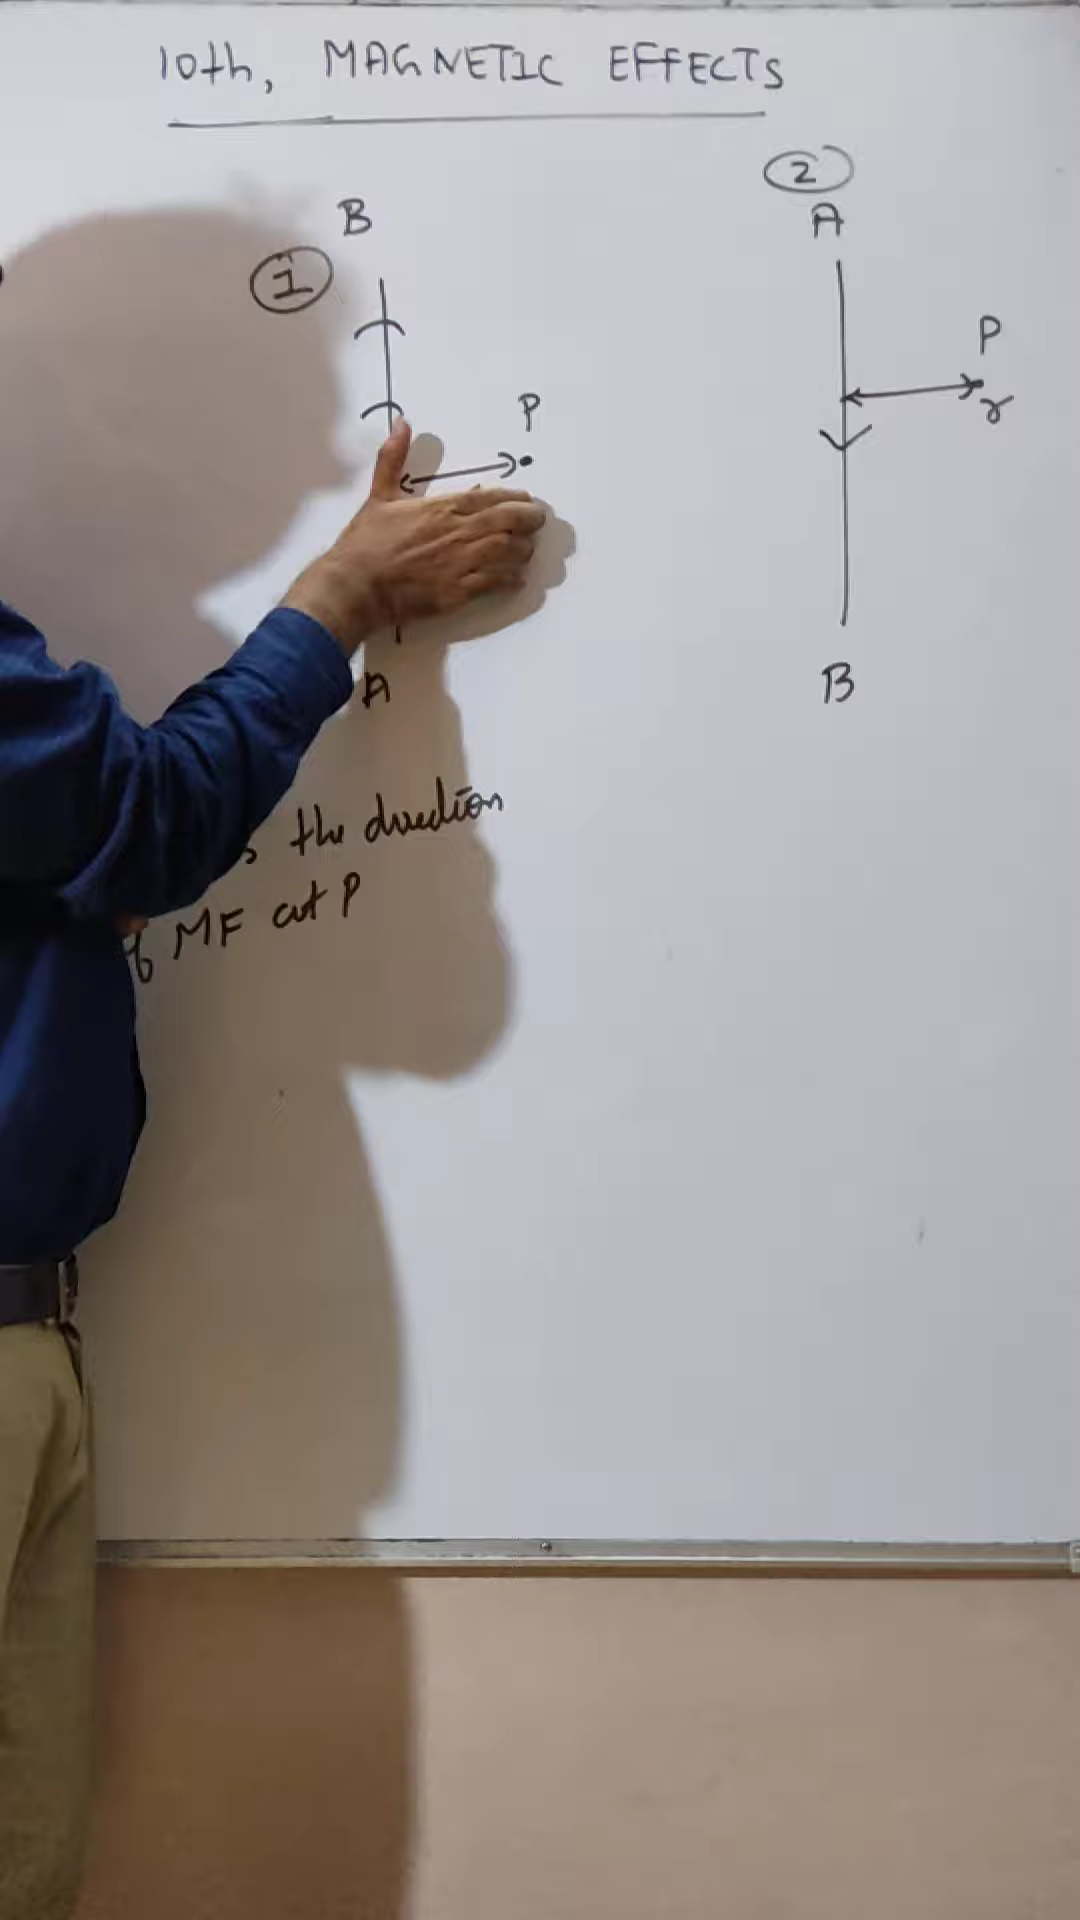 10th, MAGNETIC EFFECTS
2
A
B
1
P
P
r
A
B
the direction
of MF at P